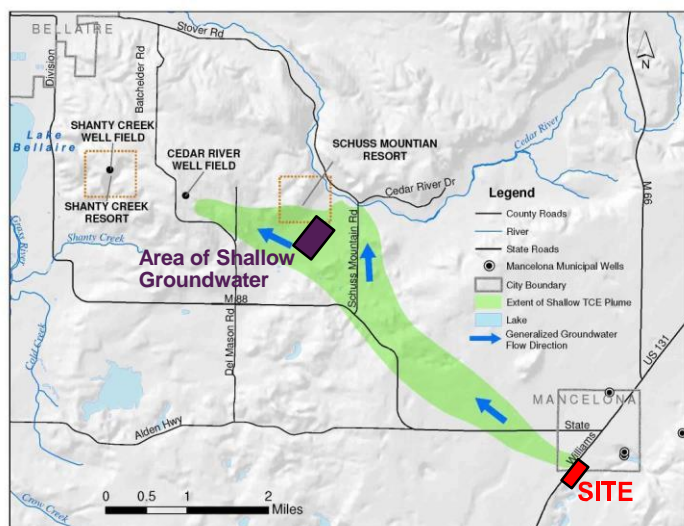 BELLAIRE
Stover Rd
Division
Batchelder Rd
N
SHANTY CREEK
WELL FIELD
CEDAR RIVER
WELL FIELD
SCHUSS MOUNTIAN
RESORT
Lake
Bellaire
Cedar River
Cedar River Dr
M 66
SHANTY CREEK
RESORT
Grass River
Shanty Creek
Schuss Mountain Rd
Area of Shallow
Groundwater
M-88
Del Mason Rd
Cold Creek
Legend
County Roads
River
State Roads
Mancelona Municipal Wells
City Boundary
Extent of Shallow TCE Plume
Lake
Generalized Groundwater
Flow Direction
US 131
MANCELONA
State
Williams
Alden Hwy
Crow Creek
0 0.5 1 2
Miles
SITE